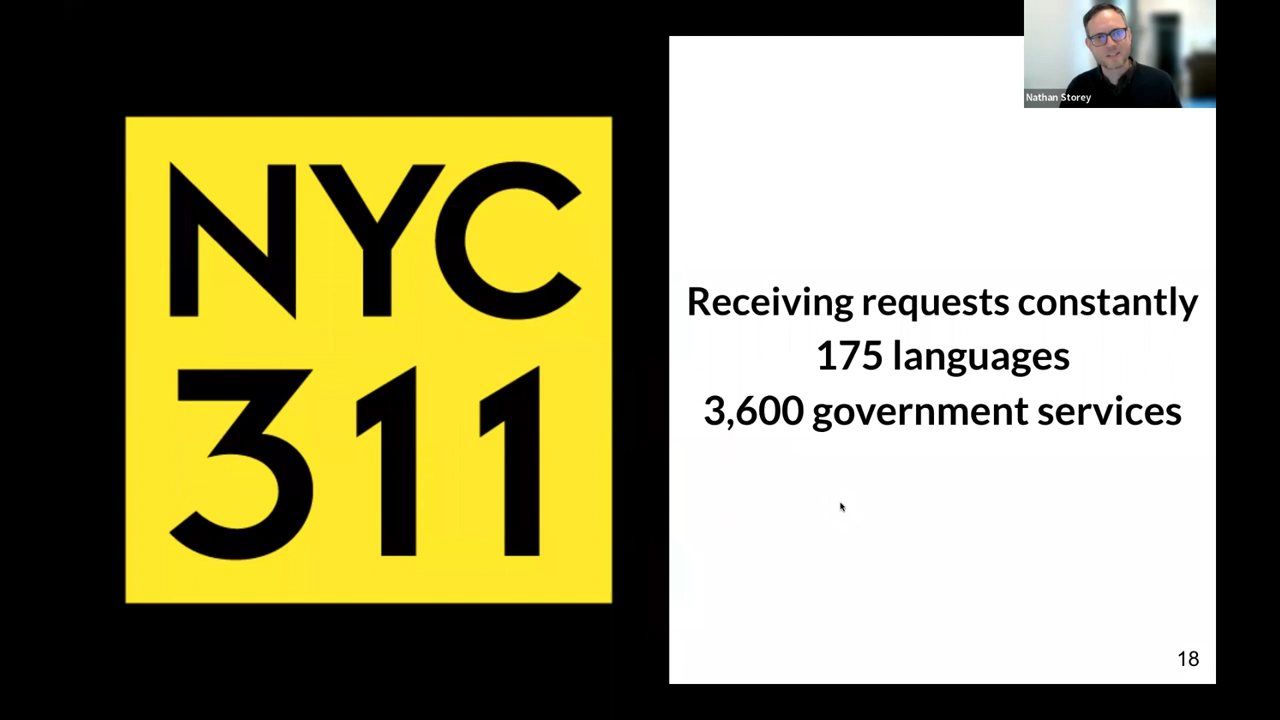 NYC
311
Nathan Storey
Receiving requests constantly
175 languages
3,600 government services
18